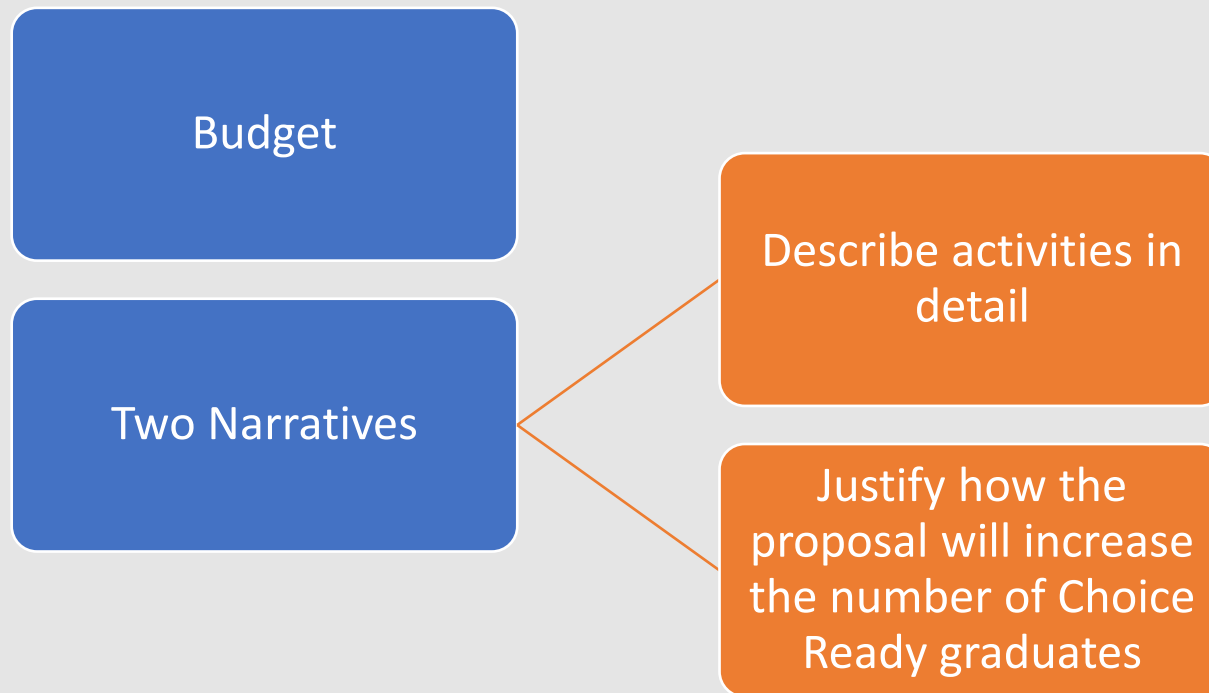 Budget
Two Narratives
Describe activities in
detail
Justify how the
proposal will increase
the number of Choice
Ready graduates